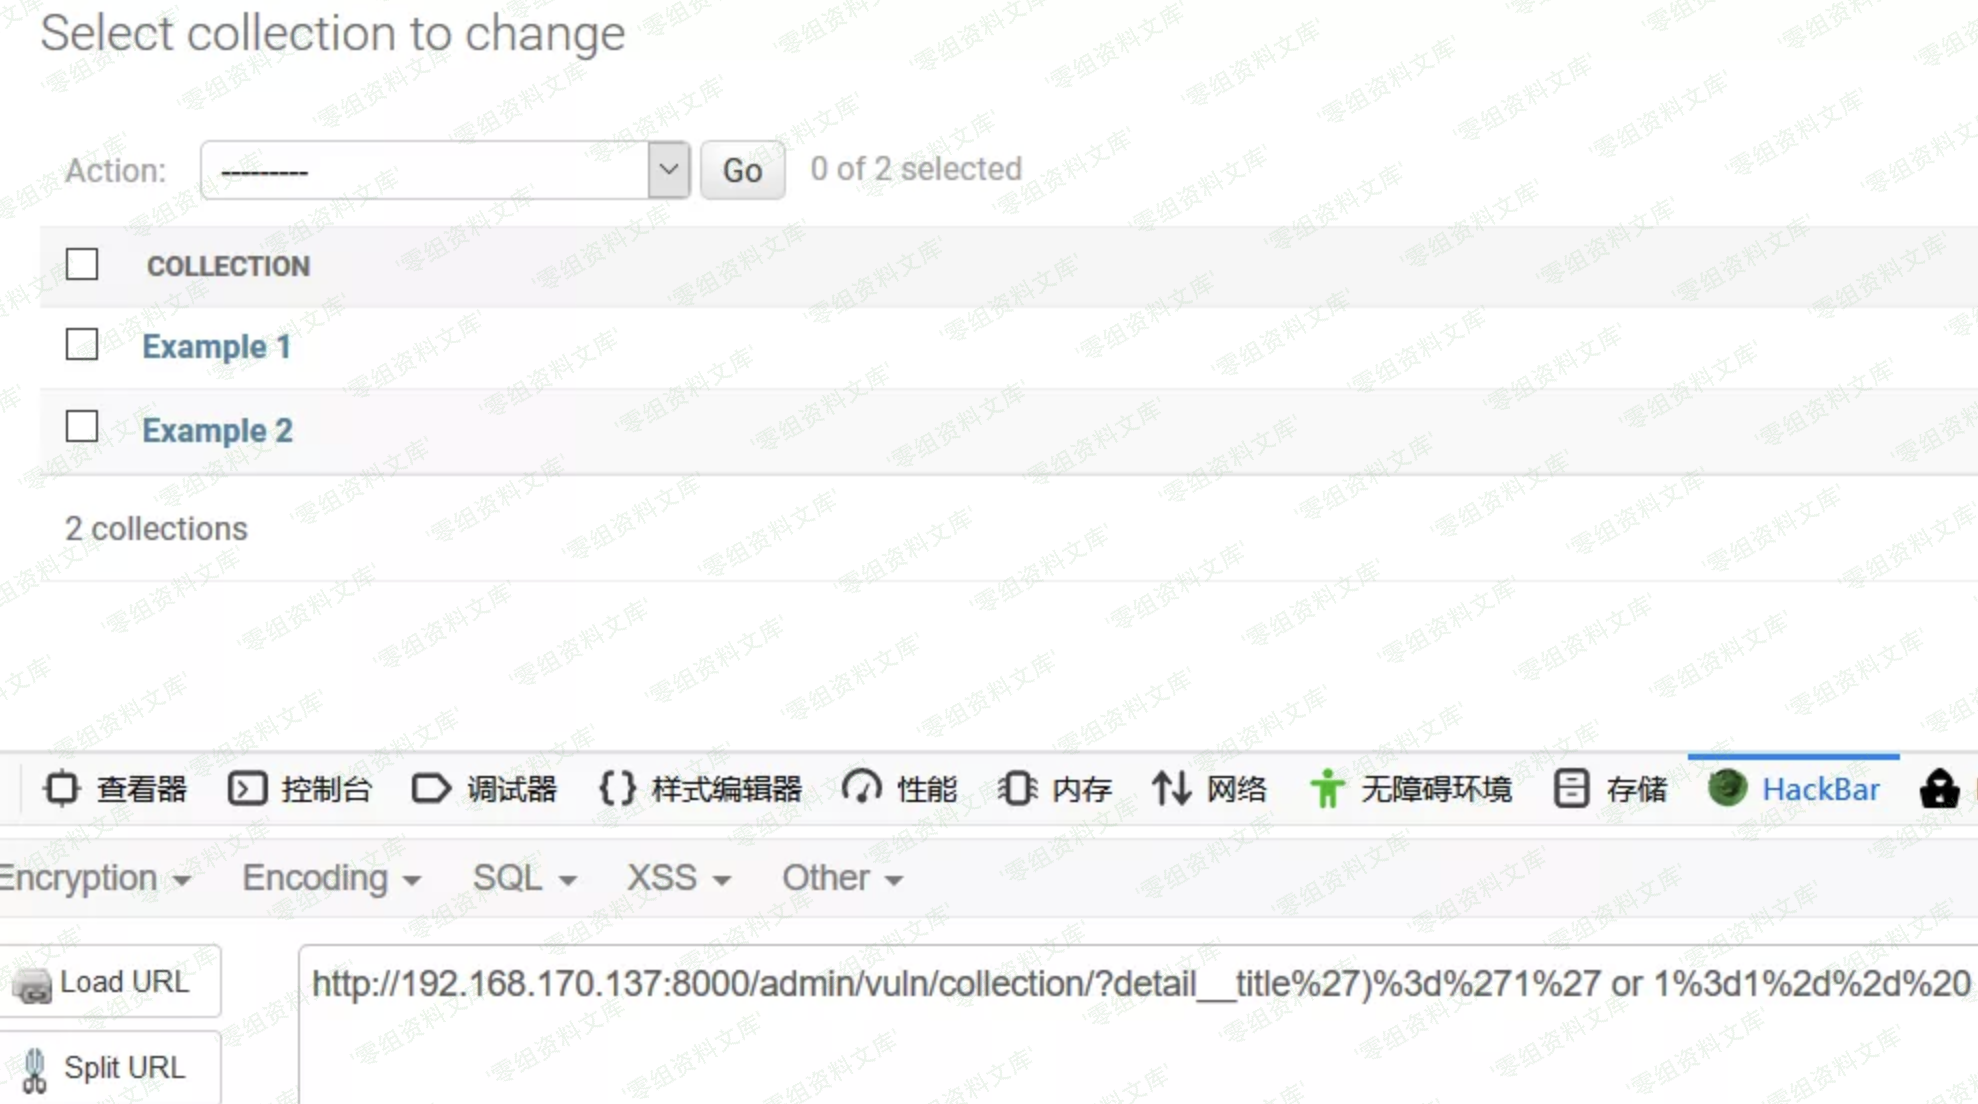 Select collection to change
Action: --------- Go 0 of 2 selected
COLLECTION
Example 1
Example 2
2 collections
查看器 控制台 调试器 {} 样式编辑器 性能 内存 网络 无障碍环境 存储 HackBar
Encryption Encoding SQL XSS Other
Load URL http://192.168.170.137:8000/admin/vuln/collection/?detail__title%27)%3d%271%27 or 1%3d1%2d%2d%20
Split URL
'零组资料文库'